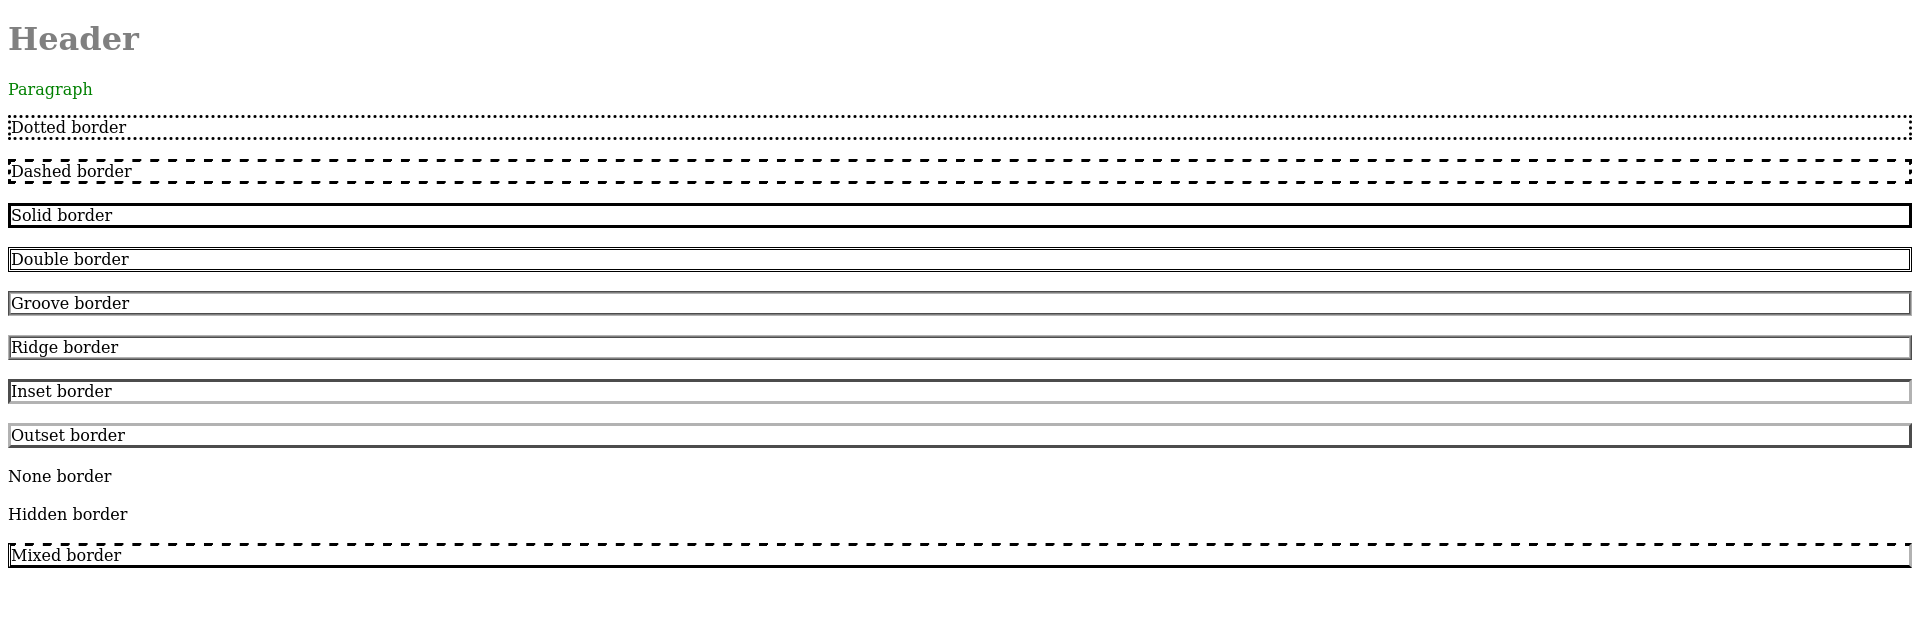 Header
Paragraph
Dotted border
Dashed border
Solid border
Double border
Groove border
Ridge border
Inset border
Outset border
None border
Hidden border
Mixed border